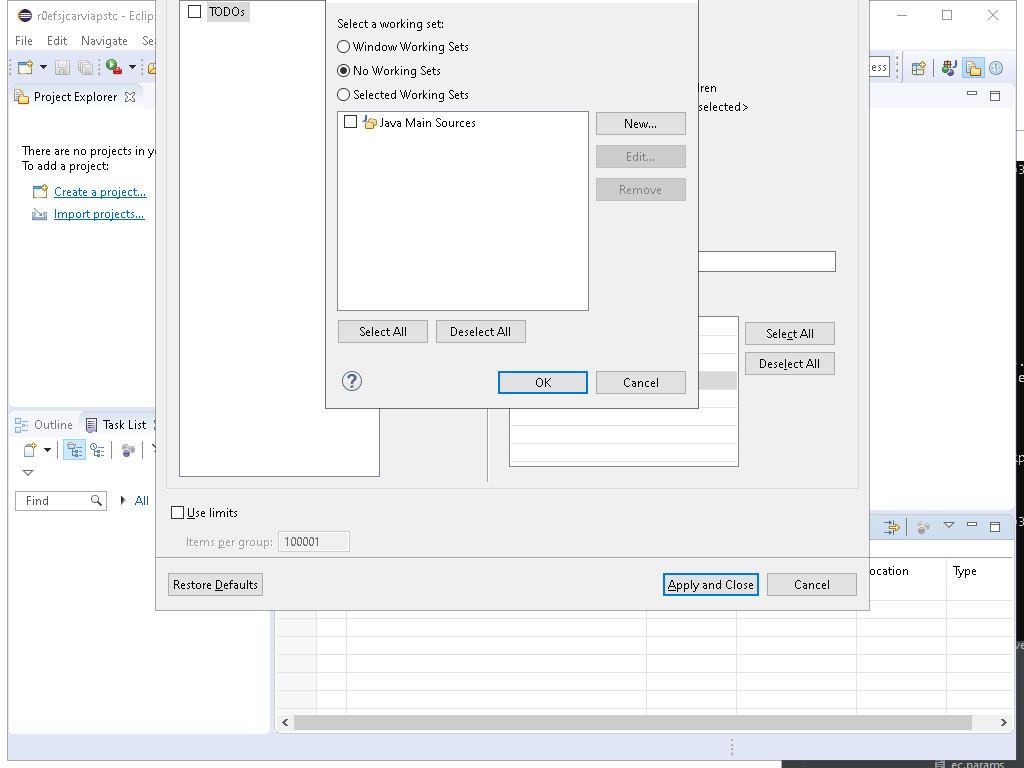 r0efsjcarviapstc - Eclip
File Edit Navigate Se
Project Explorer
There are no projects in y
To add a project:
Create a project...
Import projects...
Outline Task List
Find All
TODOs
Select a working set:
Window Working Sets
No Working Sets
Selected Working Sets
Java Main Sources
New...
Edit...
Remove
Select All
Deselect All
?
OK
Cancel
ess
ren
selected>
Select All
Deselect All
Use limits
Items per group: 100001
Restore Defaults
Apply and Close
Cancel
ocation
Type
ec.params